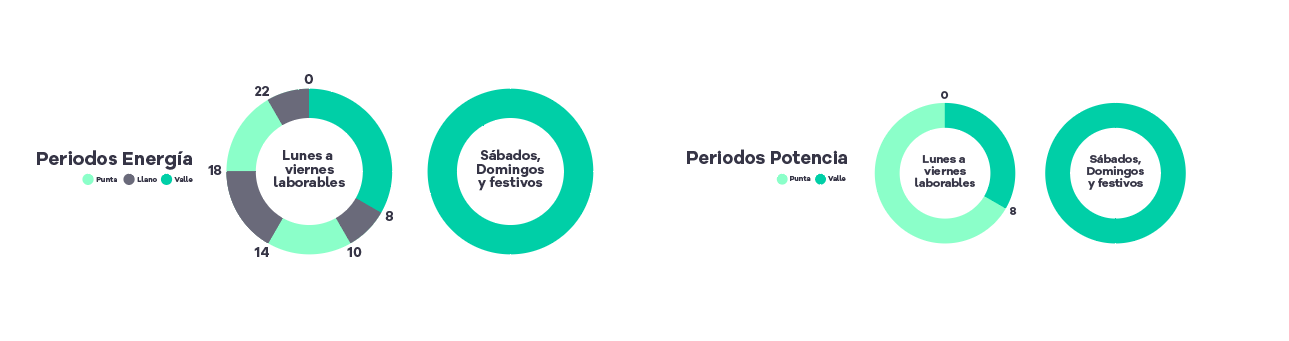 Periodos Energía
Punta Llano Valle
0
22
18
14
10
8
Lunes a
viernes
laborables
Sábados,
Domingos
y festivos
Periodos Potencia
Punta Valle
0
8
Lunes a
viernes
laborables
Sábados,
Domingos
y festivos